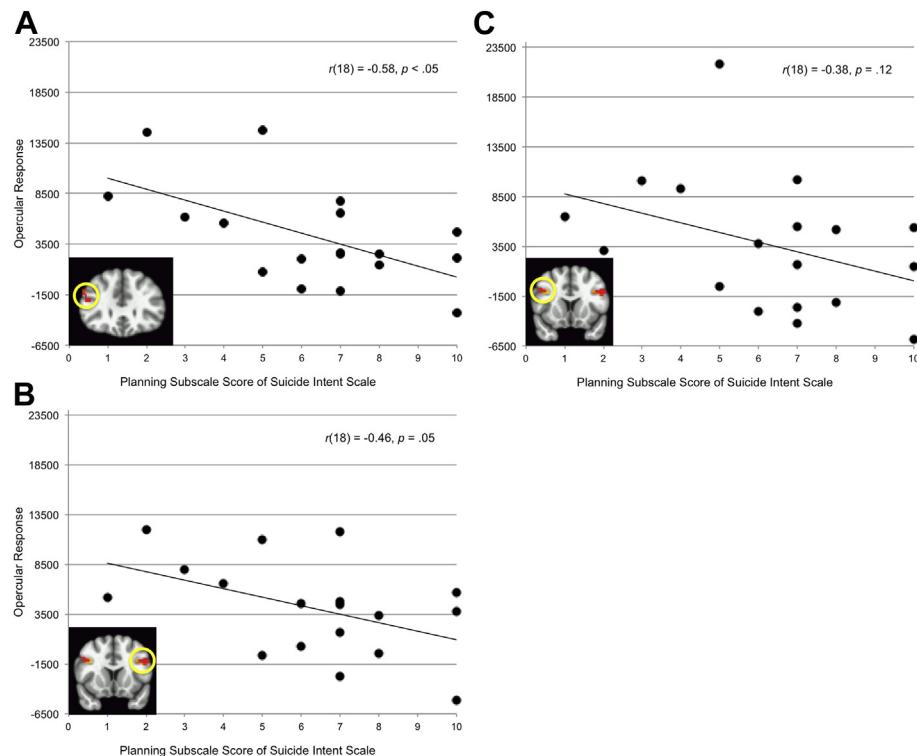 A
23500
18500
13500
8500
3500
-1500
-6500
Opercular Response
r(18) = -0.58, p < .05
0 1 2 3 4 5 6 7 8 9 10
Planning Subscale Score of Suicide Intent Scale
B
23500
18500
13500
8500
3500
-1500
-6500
Opercular Response
r(18) = -0.46, p = .05
0 1 2 3 4 5 6 7 8 9 10
Planning Subscale Score of Suicide Intent Scale
C
23500
18500
13500
8500
3500
-1500
-6500
r(18) = -0.38, p = .12
0 1 2 3 4 5 6 7 8 9 10
Planning Subscale Score of Suicide Intent Scale